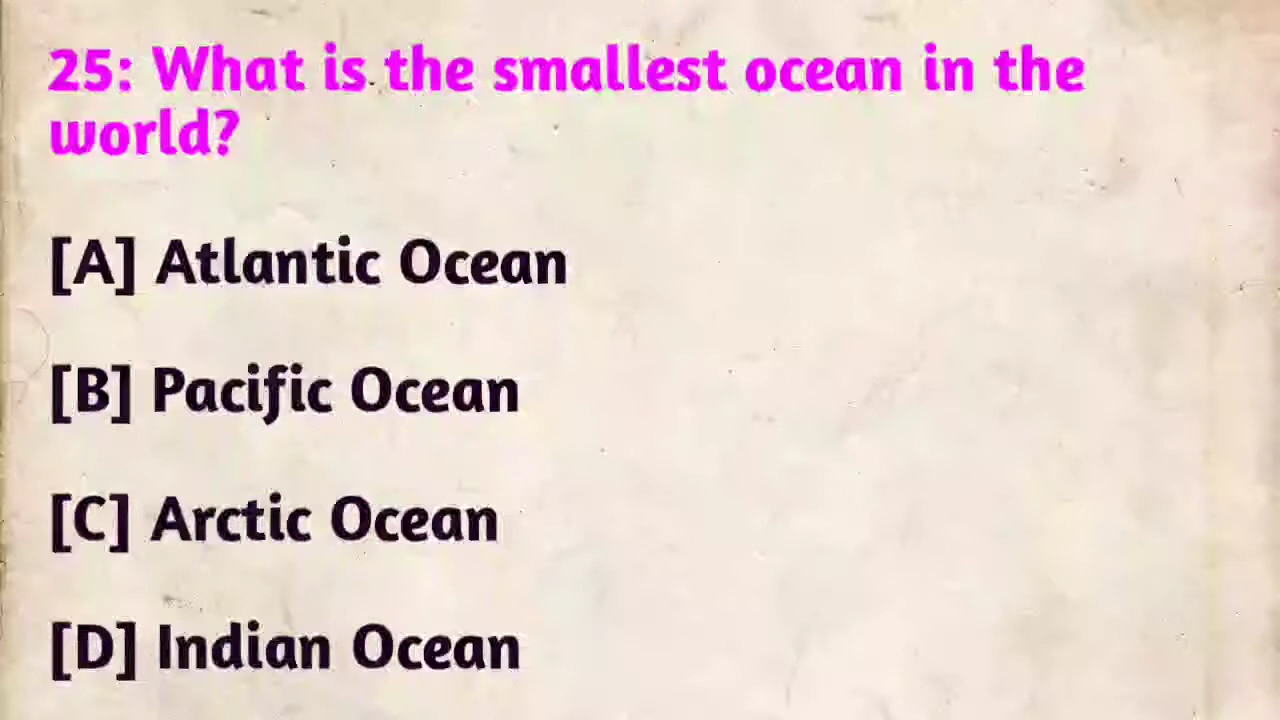 25: What is the smallest ocean in the
world?
[A] Atlantic Ocean
[B] Pacific Ocean
[C] Arctic Ocean
[D] Indian Ocean